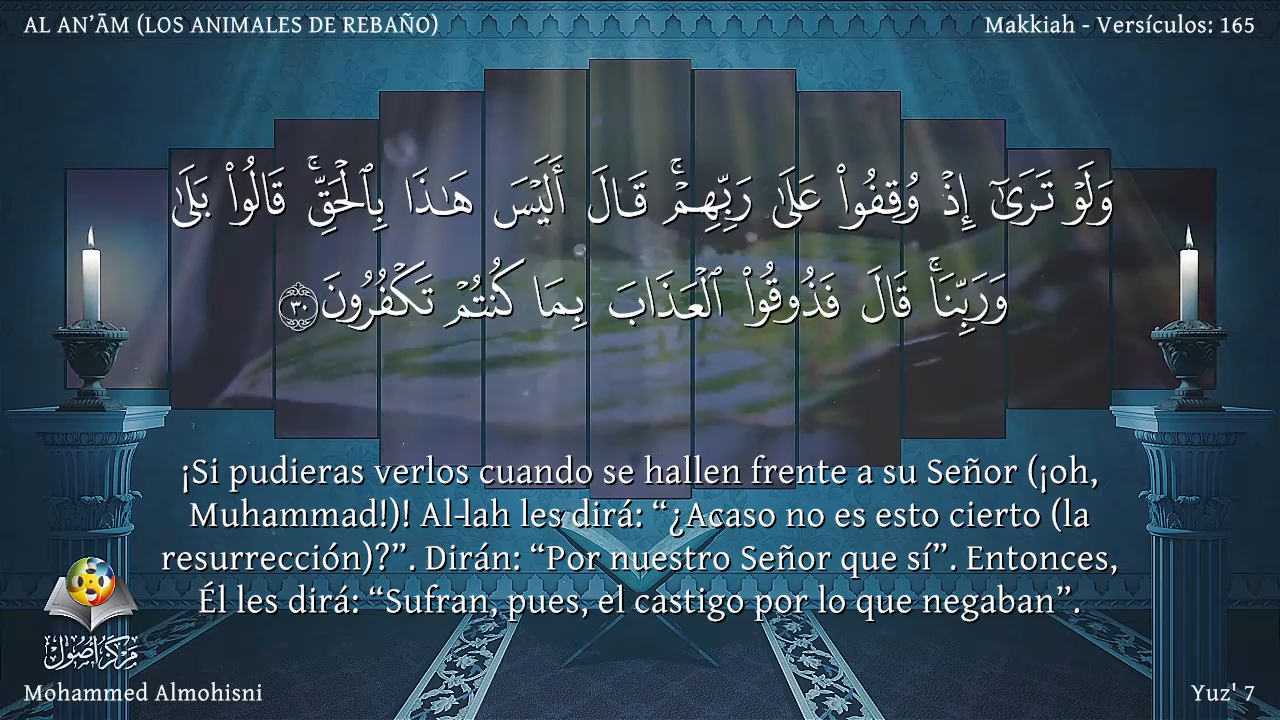 AL AN’ĀM (LOS ANIMALES DE REBAÑO)
Makkiah - Versículos: 165
وَلَوْ تَرَىٰٓ إِذْ وُقِفُوا۟ عَلَىٰ رَبِّهِمْ ۚ قَالَ أَلَيْسَ هَـٰذَا بِٱلْحَقِّ ۚ قَالُوا۟ بَلَىٰ
وَرَبِّنَا ۚ قَالَ فَذُوقُوا۟ ٱلْعَذَابَ بِمَا كُنتُمْ تَكْفُرُونَ ٣٠
¡Si pudieras verlos cuando se hallen frente a su Señor (¡oh,
Muhammad!)! Al-lah les dirá: “¿Acaso no es esto cierto (la
resurrección)?”. Dirán: “Por nuestro Señor que sí”. Entonces,
Él les dirá: “Sufran, pues, el castigo por lo que negaban”.
مركز أصول
Mohammed Almohisni
Yuz' 7